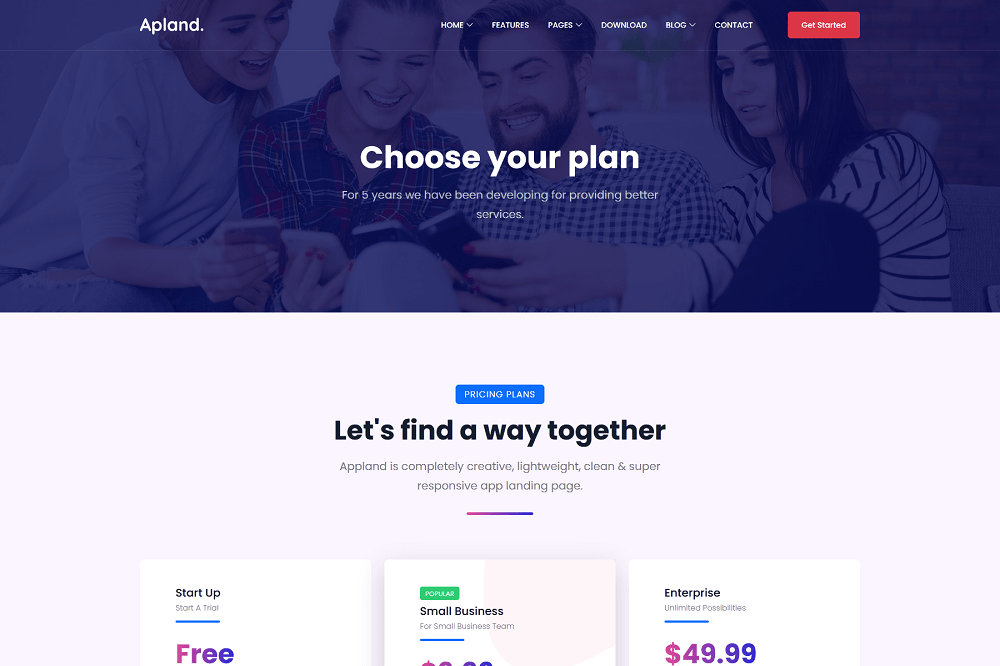 Apland.
HOME
FEATURES
PAGES
DOWNLOAD
BLOG
CONTACT
Get Started
Choose your plan
For 5 years we have been developing for providing better
services.
PRICING PLANS
Let's find a way together
Appland is completely creative, lightweight, clean & super
responsive app landing page.
Start Up
Start A Trial
Free
POPULAR
Small Business
For Small Business Team
Enterprise
Unlimited Possibilities
$49.99